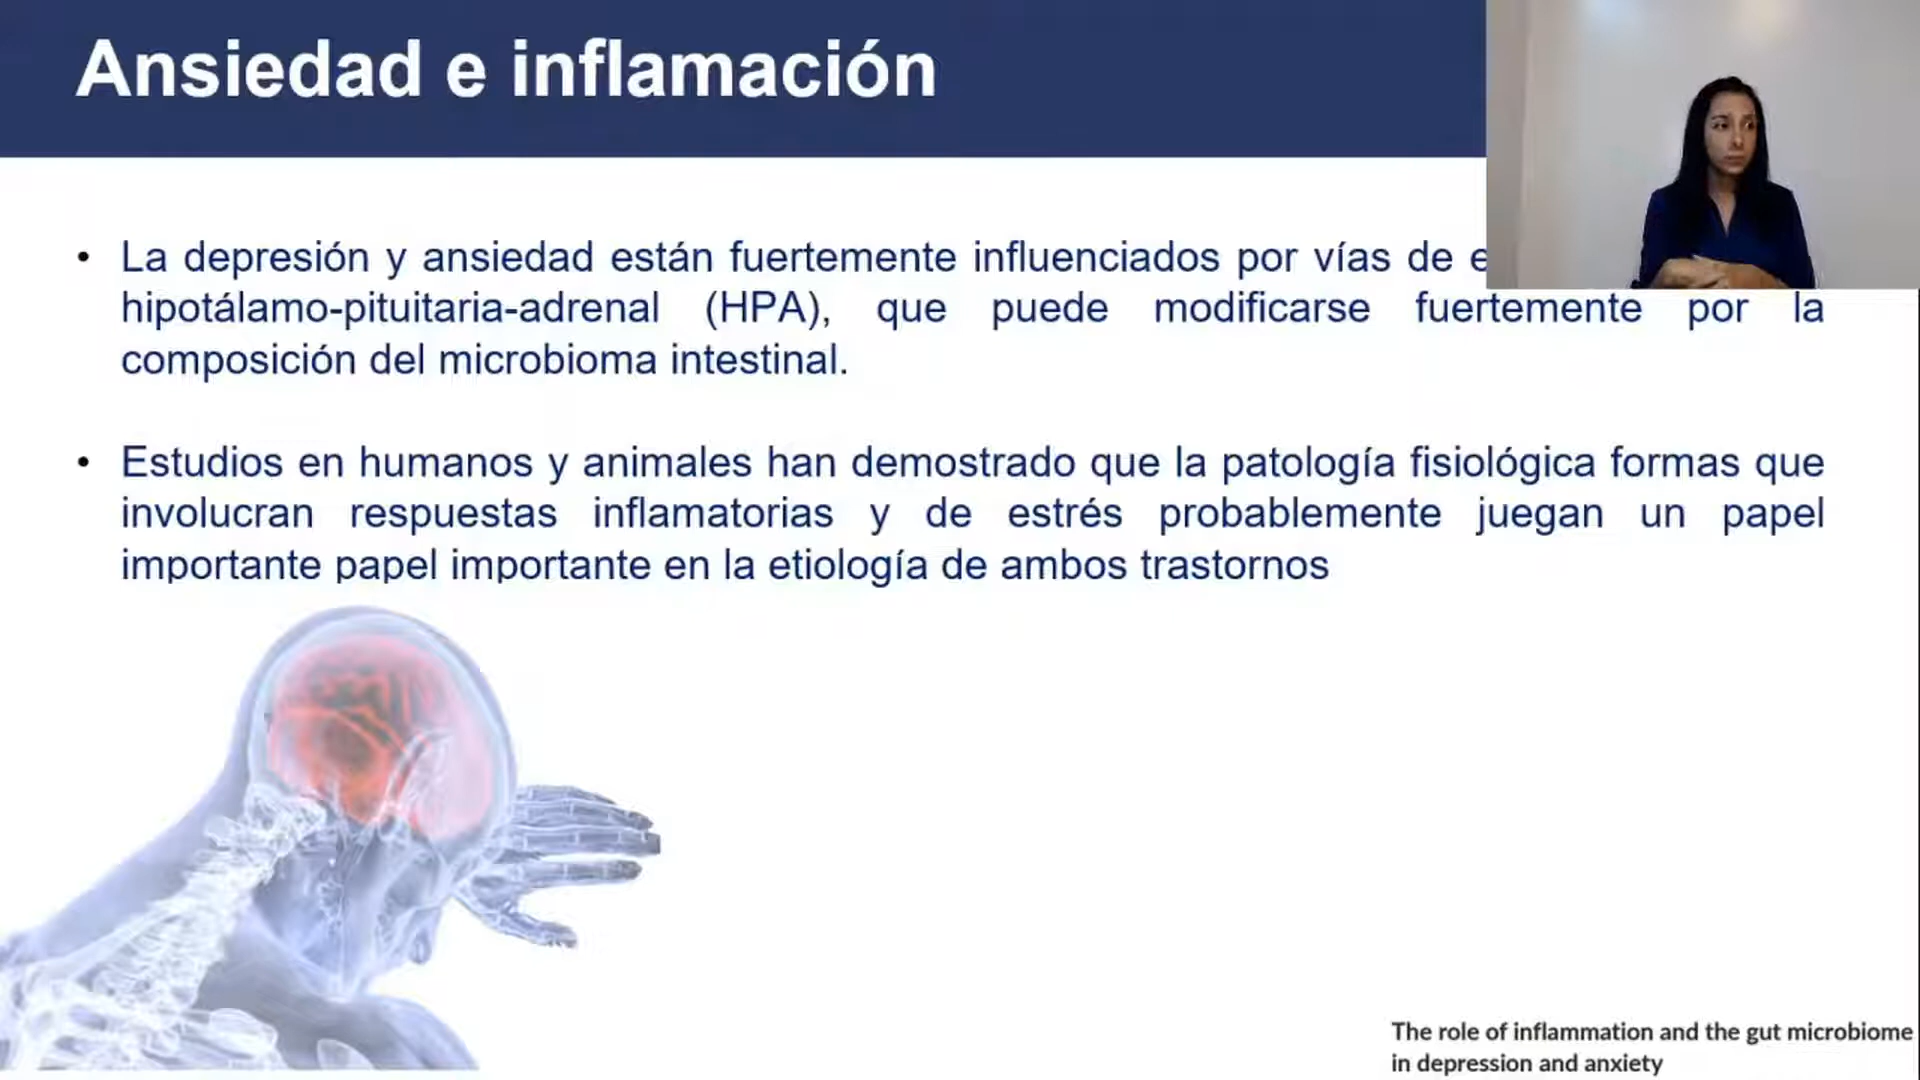 Ansiedad e inflamación
• La depresión y ansiedad están fuertemente influenciados por vías de
hipotálamo-pituitaria-adrenal (HPA), que puede modificarse fuertemente por la
composición del microbioma intestinal.
• Estudios en humanos y animales han demostrado que la patología fisiológica formas que
involucran respuestas inflamatorias y de estrés probablemente juegan un papel
importante papel importante en la etiología de ambos trastornos
The role of inflammation and the gut microbiome
in depression and anxiety